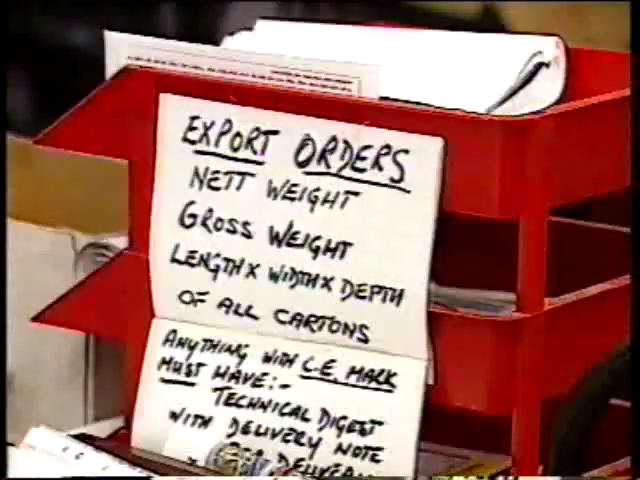 EXPORT ORDERS
NETT WEIGHT
GROSS WEIGHT
LENGTH X WIDTH X DEPTH
OF ALL CARTONS
ANYTHING WITH C.E. MARK
MUST HAVE:-
TECHNICAL DIGEST
WITH DELIVERY NOTE